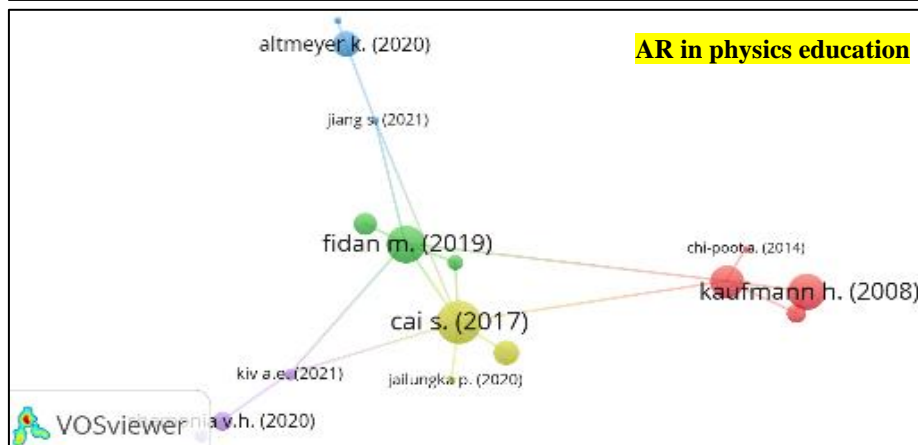 AR in physics education
altmeyer k. (2020)
jiang s. (2021)
fidan m. (2019)
chi-poot a. (2014)
kaufmann h. (2008)
cai s. (2017)
kiv a.e. (2021)
jailungka p. (2020)
v.h. (2020)
VOSviewer